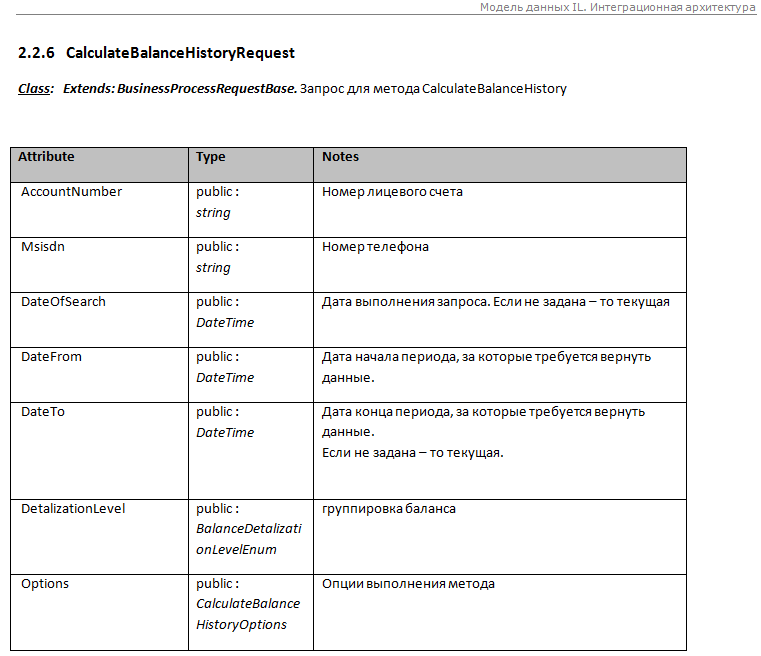 Модель данных IL. Интеграционная архитектура
2.2.6 CalculateBalanceHistoryRequest
Class: Extends: BusinessProcessRequestBase. Запрос для метода CalculateBalanceHistory
Attribute Type Notes
AccountNumber public : Номер лицевого счета
string
Msisdn public : Номер телефона
string
DateOfSearch public : Дата выполнения запроса. Если не задана – то текущая
DateTime
DateFrom public : Дата начала периода, за которые требуется вернуть
DateTime данные.
DateTo public : Дата конца периода, за которые требуется вернуть
DateTime данные.
Если не задана – то текущая.
DetalizationLevel public : группировка баланса
BalanceDetalizati
onLevelEnum
Options public : Опции выполнения метода
CalculateBalance
HistoryOptions